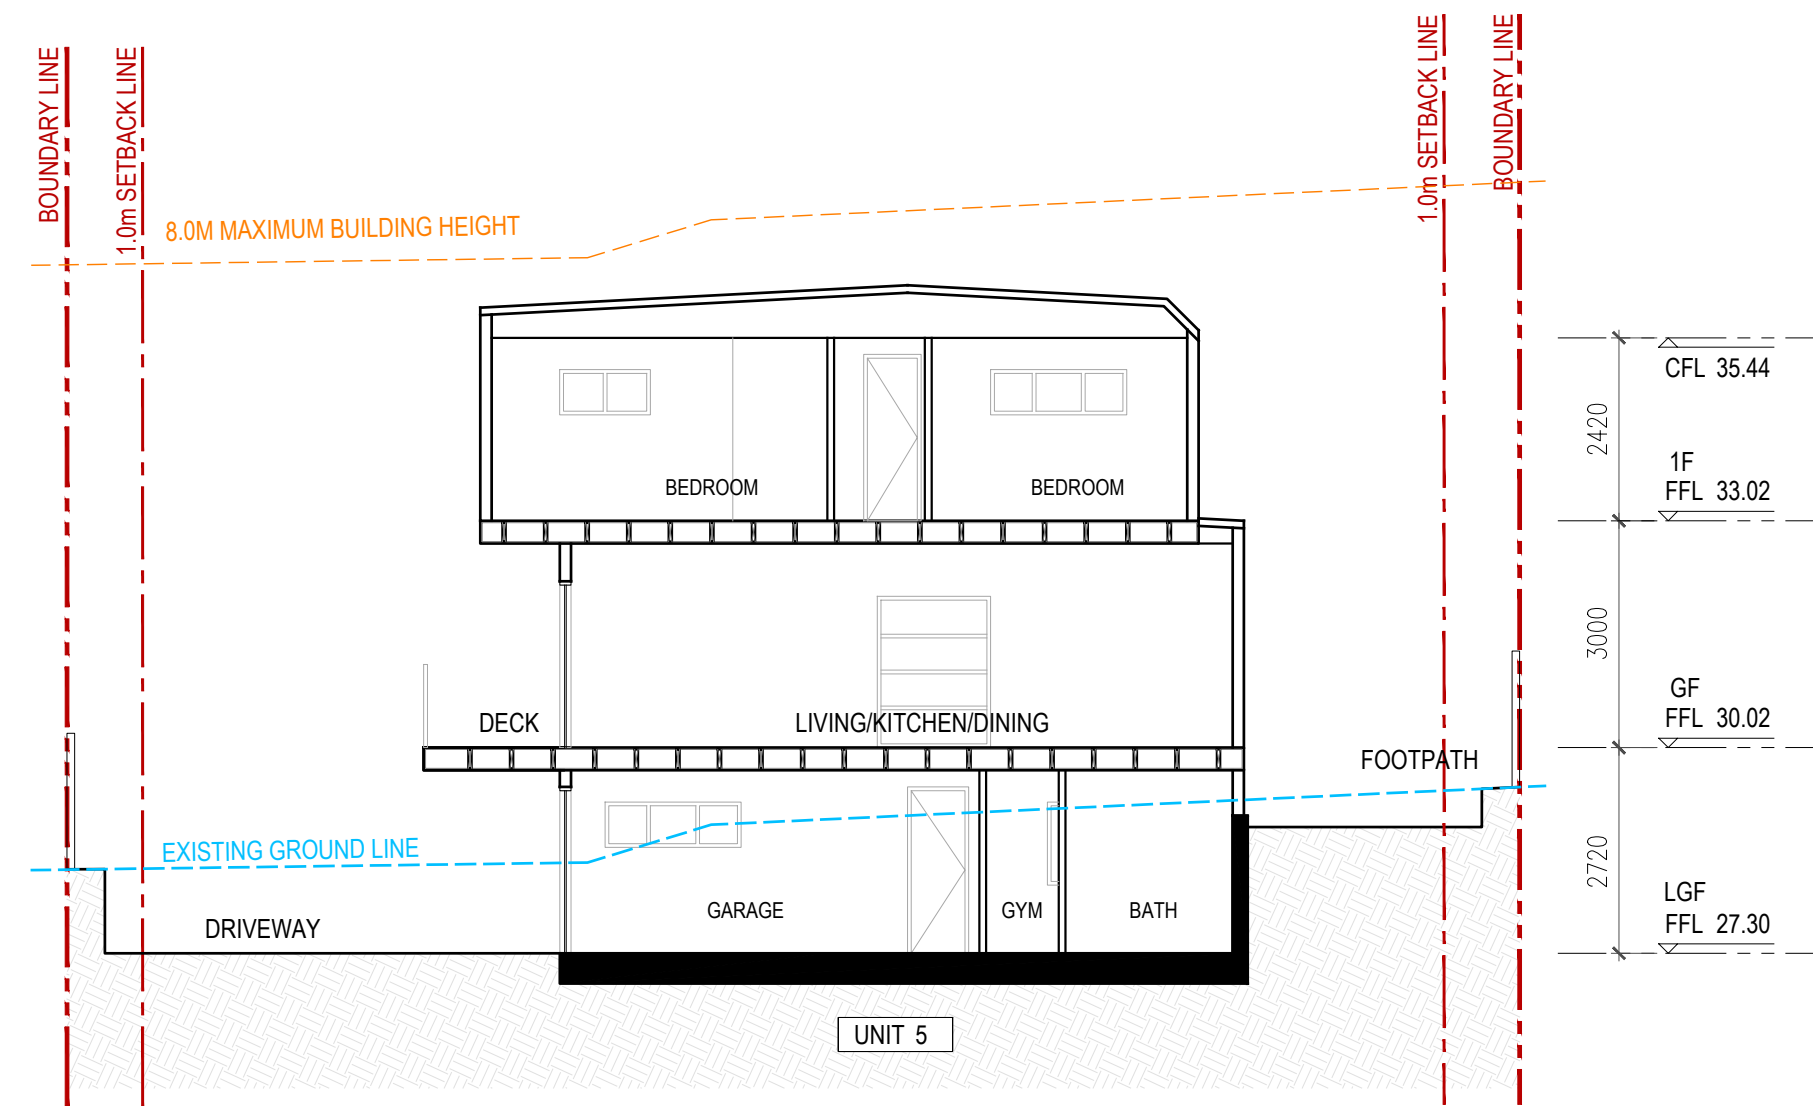 BOUNDARY LINE
1.0m SETBACK LINE
1.0m SETBACK LINE
BOUNDARY LINE
8.0M MAXIMUM BUILDING HEIGHT
CFL 35.44
2420
1F
FFL 33.02
BEDROOM
BEDROOM
3000
GF
FFL 30.02
DECK
LIVING/KITCHEN/DINING
FOOTPATH
EXISTING GROUND LINE
2720
LGF
FFL 27.30
GARAGE
GYM
BATH
DRIVEWAY
UNIT 5